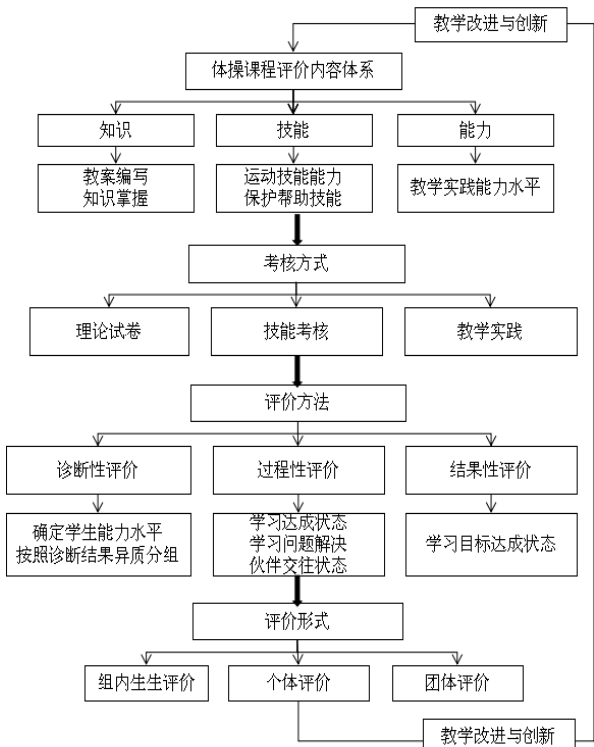 教学改进与创新
体操课程评价内容体系
知识
技能
能力
教案编写
知识掌握
运动技能能力
保护帮助技能
教学实践能力水平
考核方式
理论试卷
技能考核
教学实践
评价方法
诊断性评价
过程性评价
结果性评价
确定学生能力水平
按照诊断结果异质分组
学习达成状态
学习问题解决
伙伴交往状态
学习目标达成状态
评价形式
组内生生评价
个体评价
团体评价
教学改进与创新